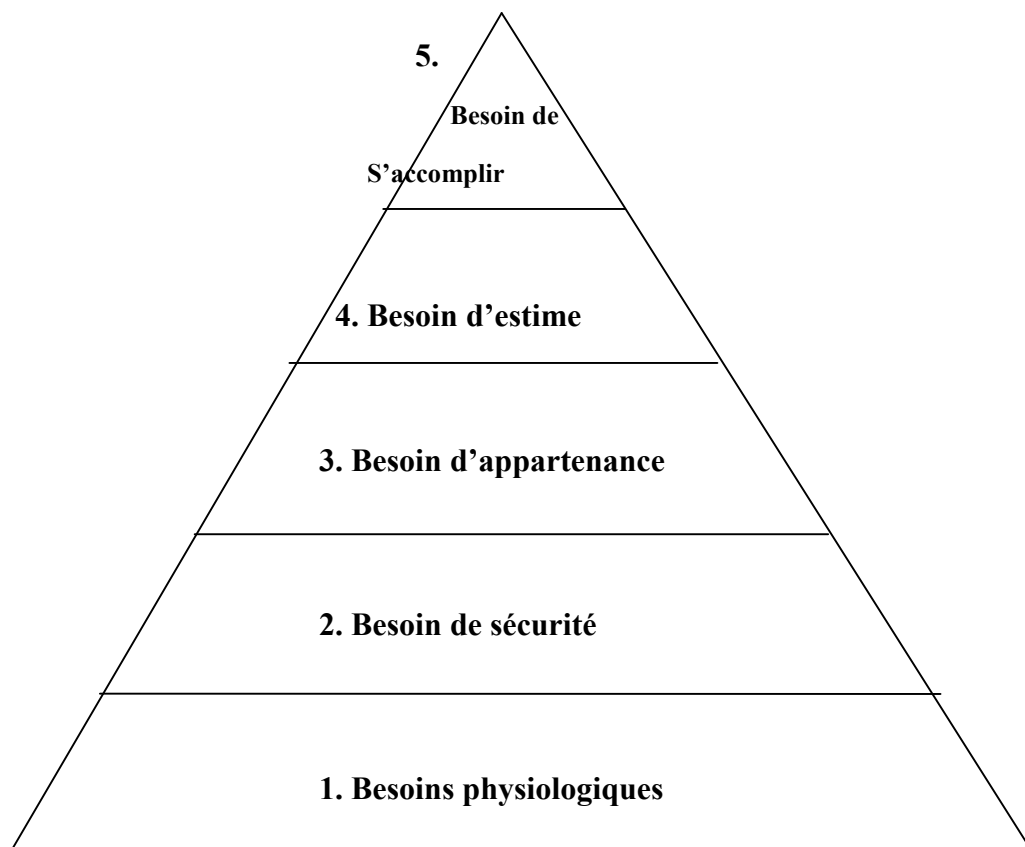 5.
Besoin de
S’accomplir
4. Besoin d’estime
3. Besoin d’appartenance
2. Besoin de sécurité
1. Besoins physiologiques